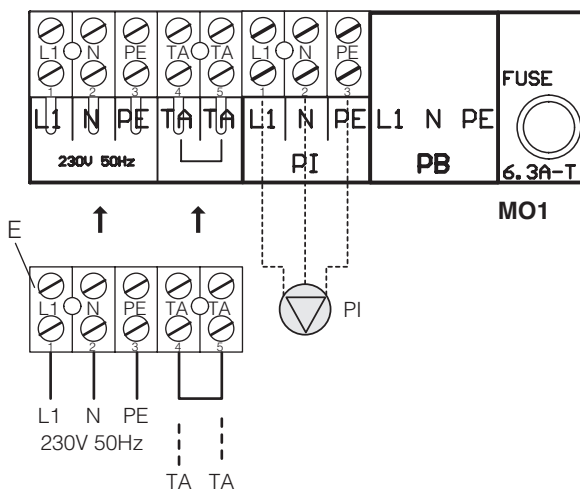 L1 N PE TA TA L1 N PE
1 2 3 4 5 1 2 3
L1 N PE TA TA L1 N PE L1 N PE
230V 50Hz PI PB
FUSE
6.3A-T
MO1
E
L1 N PE TA TA
1 2 3 4 5
PI
L1 N PE
230V 50Hz
TA TA